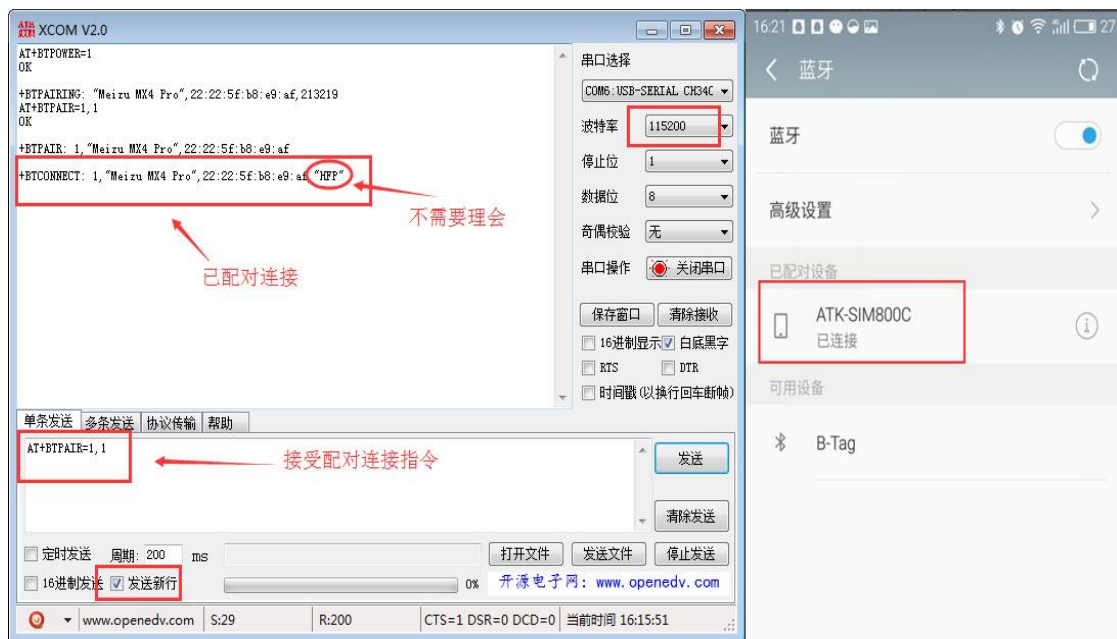 XCOM V2.0
AT+BTPOWER=1
OK
+BTPAIRING: "Meizu MX4 Pro",22:22:5f:b8:e9:af,213219
AT+BTPAIR=1,1
OK
+BTPAIR: 1,"Meizu MX4 Pro",22:22:5f:b8:e9:af
+BTCONNECT: 1,"Meizu MX4 Pro",22:22:5f:b8:e9:af,"HFP"
不需要理会
已配对连接
串口选择
COM6:USB-SERIAL CH34C
波特率 115200
停止位 1
数据位 8
奇偶校验 无
串口操作 关闭串口
保存窗口 清除接收
16进制显示 白底黑字
RTS DTR
时间戳(以换行回车断帧)
单条发送 多条发送 协议传输 帮助
AT+BTPAIR=1,1
接受配对连接指令
发送
清除发送
定时发送 周期: 200 ms 打开文件 发送文件 停止发送
16进制发送 发送新行 0% 开源电子网: www.openedv.com
www.openedv.com S:29 R:200 CTS=1 DSR=0 DCD=0 当前时间 16:15:51
16:21 27
蓝牙
蓝牙
高级设置
已配对设备
ATK-SIM800C
已连接
可用设备
B-Tag